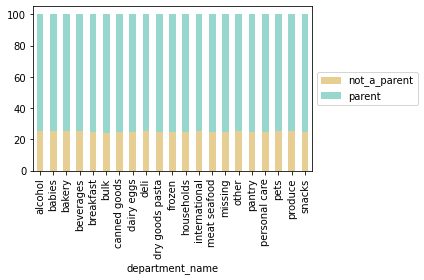 100
80
60
40
20
0
not_a_parent
parent
alcohol
babies
bakery
beverages
breakfast
bulk
canned goods
dairy eggs
deli
dry goods pasta
frozen
households
international
meat seafood
missing
other
pantry
personal care
pets
produce
snacks
department_name